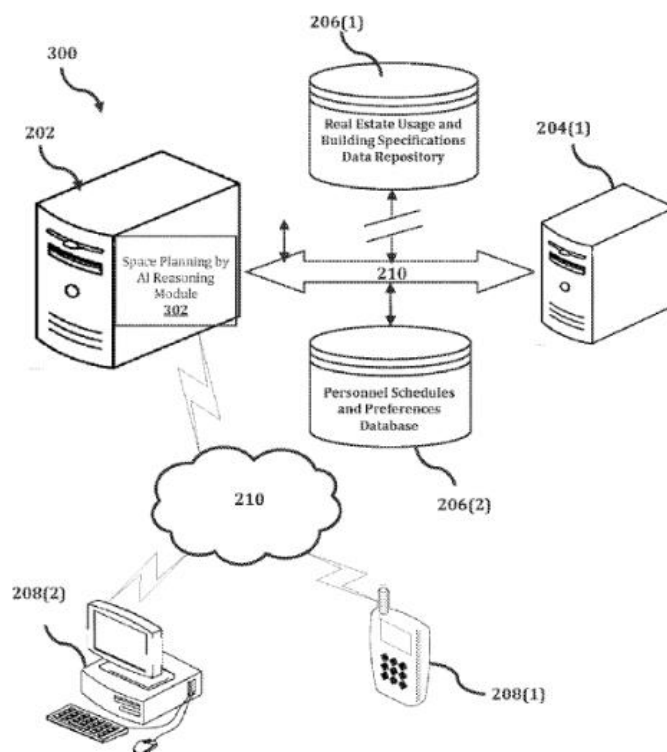 206(1)
300
Real Estate Usage and
Building Specifications
Data Repository
202
204(1)
Space Planning by
AI Reasoning
Module
302
210
Personnel Schedules
and Preferences
Database
210
206(2)
208(2)
208(1)